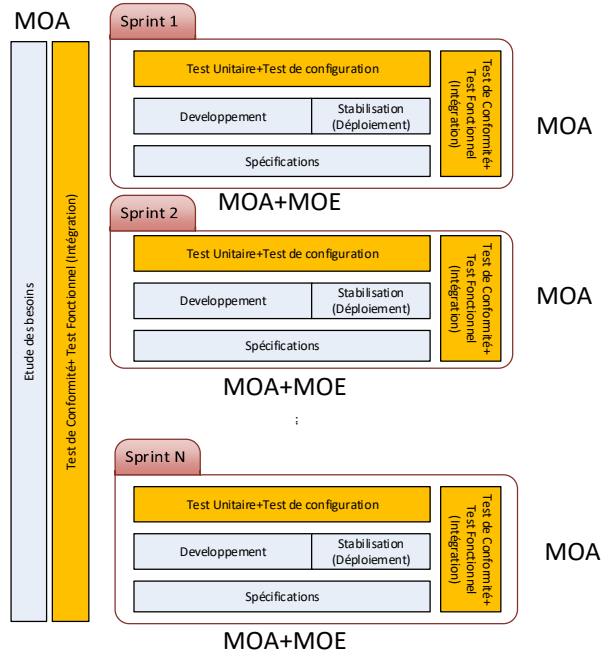 MOA
Etude des besoins
Test de Conformité+ Test Fonctionnel (Intégration)
Sprint 1
Test Unitaire+Test de configuration
Developpement
Stabilisation
(Déploiement)
Spécifications
Test de Conformité+
Test Fonctionnel
(Intégration)
MOA
MOA+MOE
Sprint 2
Test Unitaire+Test de configuration
Developpement
Stabilisation
(Déploiement)
Spécifications
Test de Conformité+
Test Fonctionnel
(Intégration)
MOA
MOA+MOE
...
Sprint N
Test Unitaire+Test de configuration
Developpement
Stabilisation
(Déploiement)
Spécifications
Test de Conformité+
Test Fonctionnel
(Intégration)
MOA
MOA+MOE